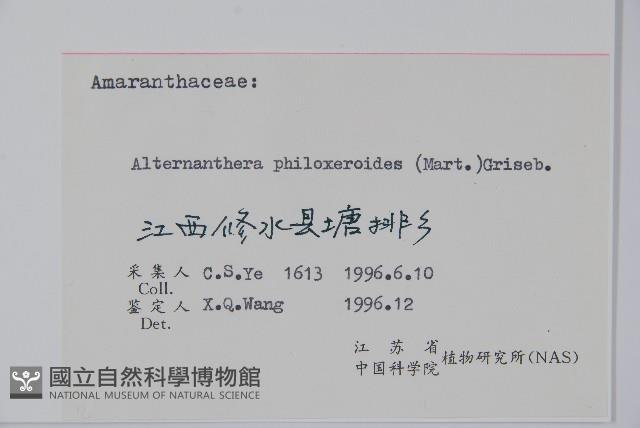 Amaranthaceae:
Alternanthera philoxeroides (Mart.)Griseb.
江西修水县塘排乡
采集人 C.S.Ye 1613 1996.6.10
Coll.
鉴定人 X.Q.Wang 1996.12
Det.
江苏省
中国科学院 植物研究所(NAS)
國立自然科學博物館
NATIONAL MUSEUM OF NATURAL SCIENCE